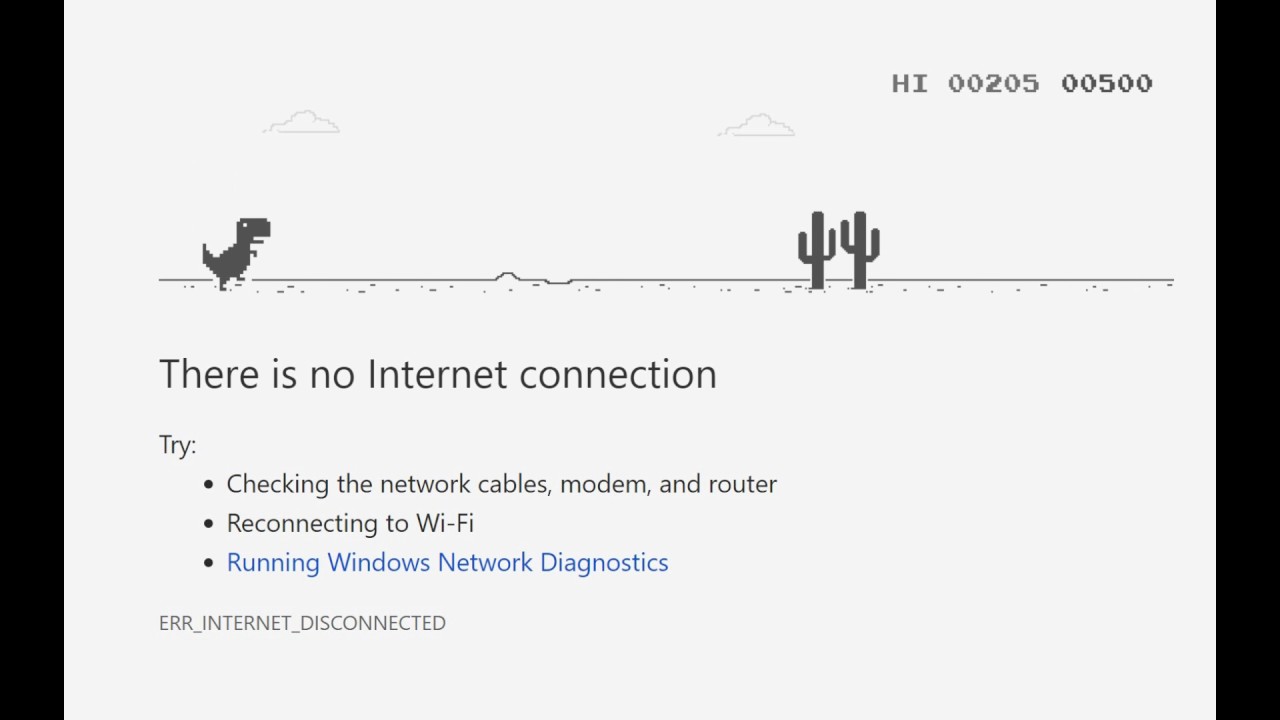 HI 00205 00500
There is no Internet connection
Try:
Checking the network cables, modem, and router
Reconnecting to Wi-Fi
Running Windows Network Diagnostics
ERR_INTERNET_DISCONNECTED